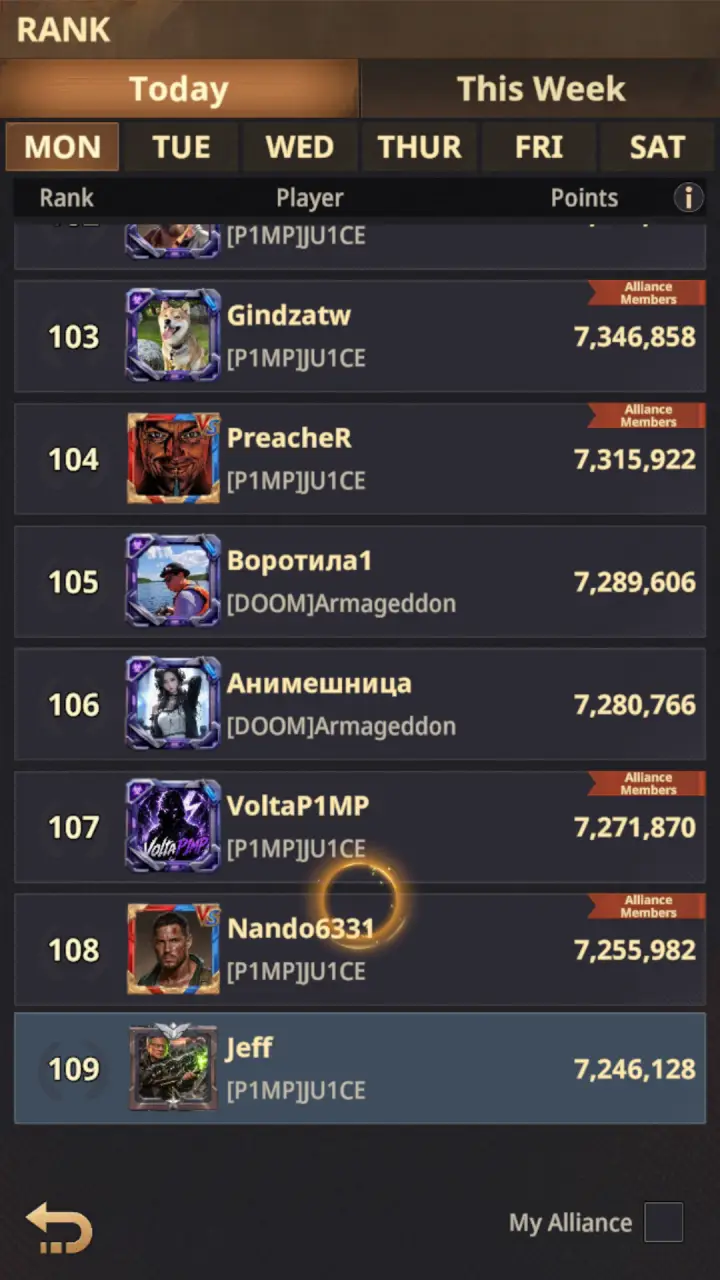 RANK
Today
This Week
MON
TUE
WED
THUR
FRI
SAT
Rank
Player
Points
[P1MP]JU1CE
103
Gindzatw
[P1MP]JU1CE
Alliance
Members
7,346,858
104
VS
PreacheR
[P1MP]JU1CE
Alliance
Members
7,315,922
105
Воротила1
[DOOM]Armageddon
7,289,606
106
Анимешница
[DOOM]Armageddon
7,280,766
107
VoltaP1MP
VoltaP1MP
[P1MP]JU1CE
Alliance
Members
7,271,870
108
VS
Nando6331
[P1MP]JU1CE
Alliance
Members
7,255,982
109
Jeff
[P1MP]JU1CE
7,246,128
My Alliance